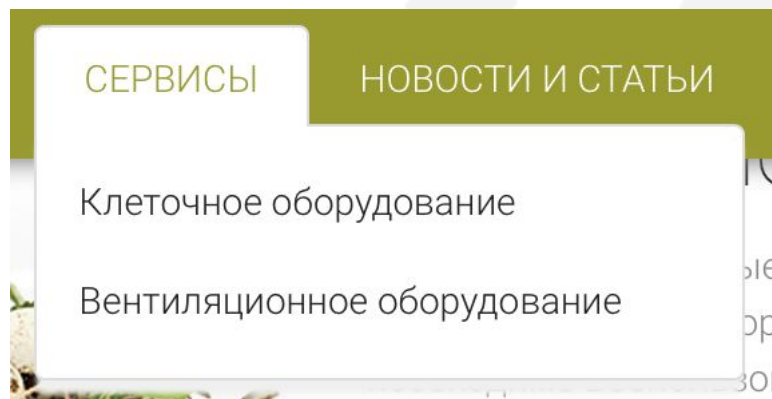 СЕРВИСЫ НОВОСТИ И СТАТЬИ
Клеточное оборудование
Вентиляционное оборудование